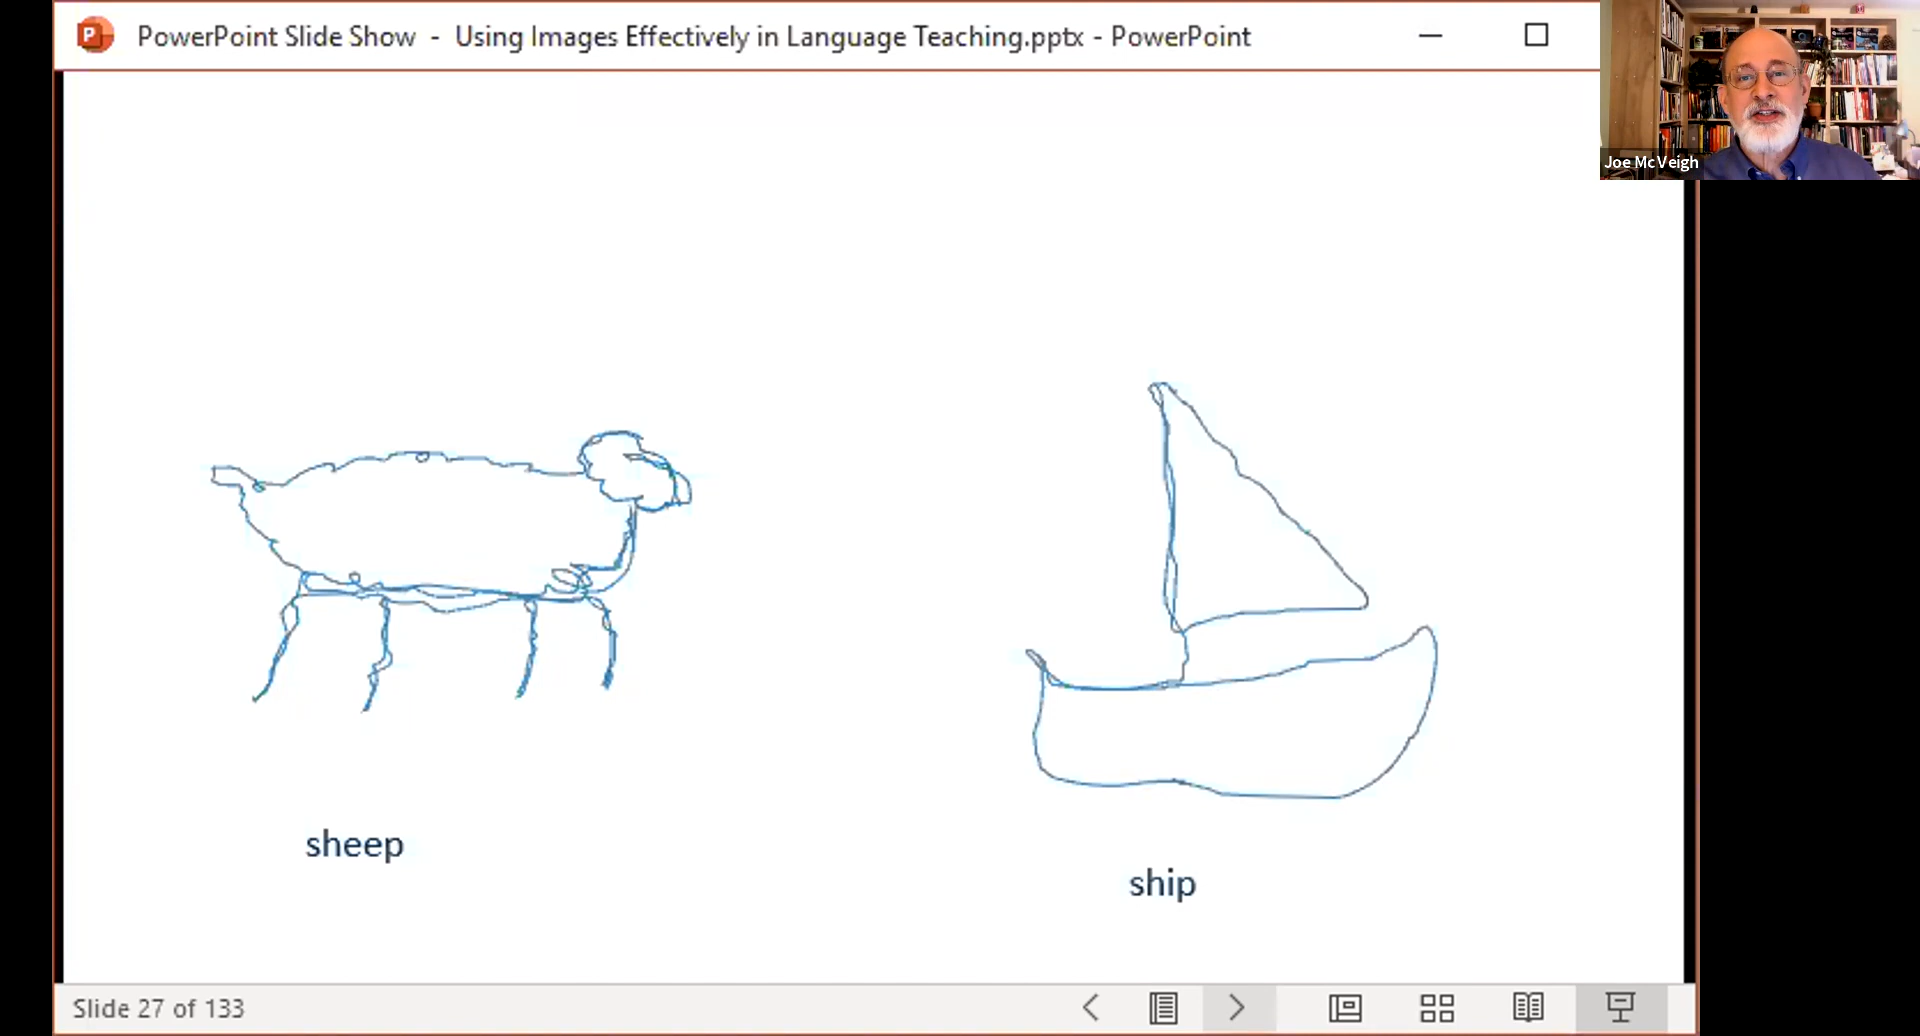 PowerPoint Slide Show - Using Images Effectively in Language Teaching.pptx - PowerPoint
Joe McVeigh
sheep
ship
Slide 27 of 133